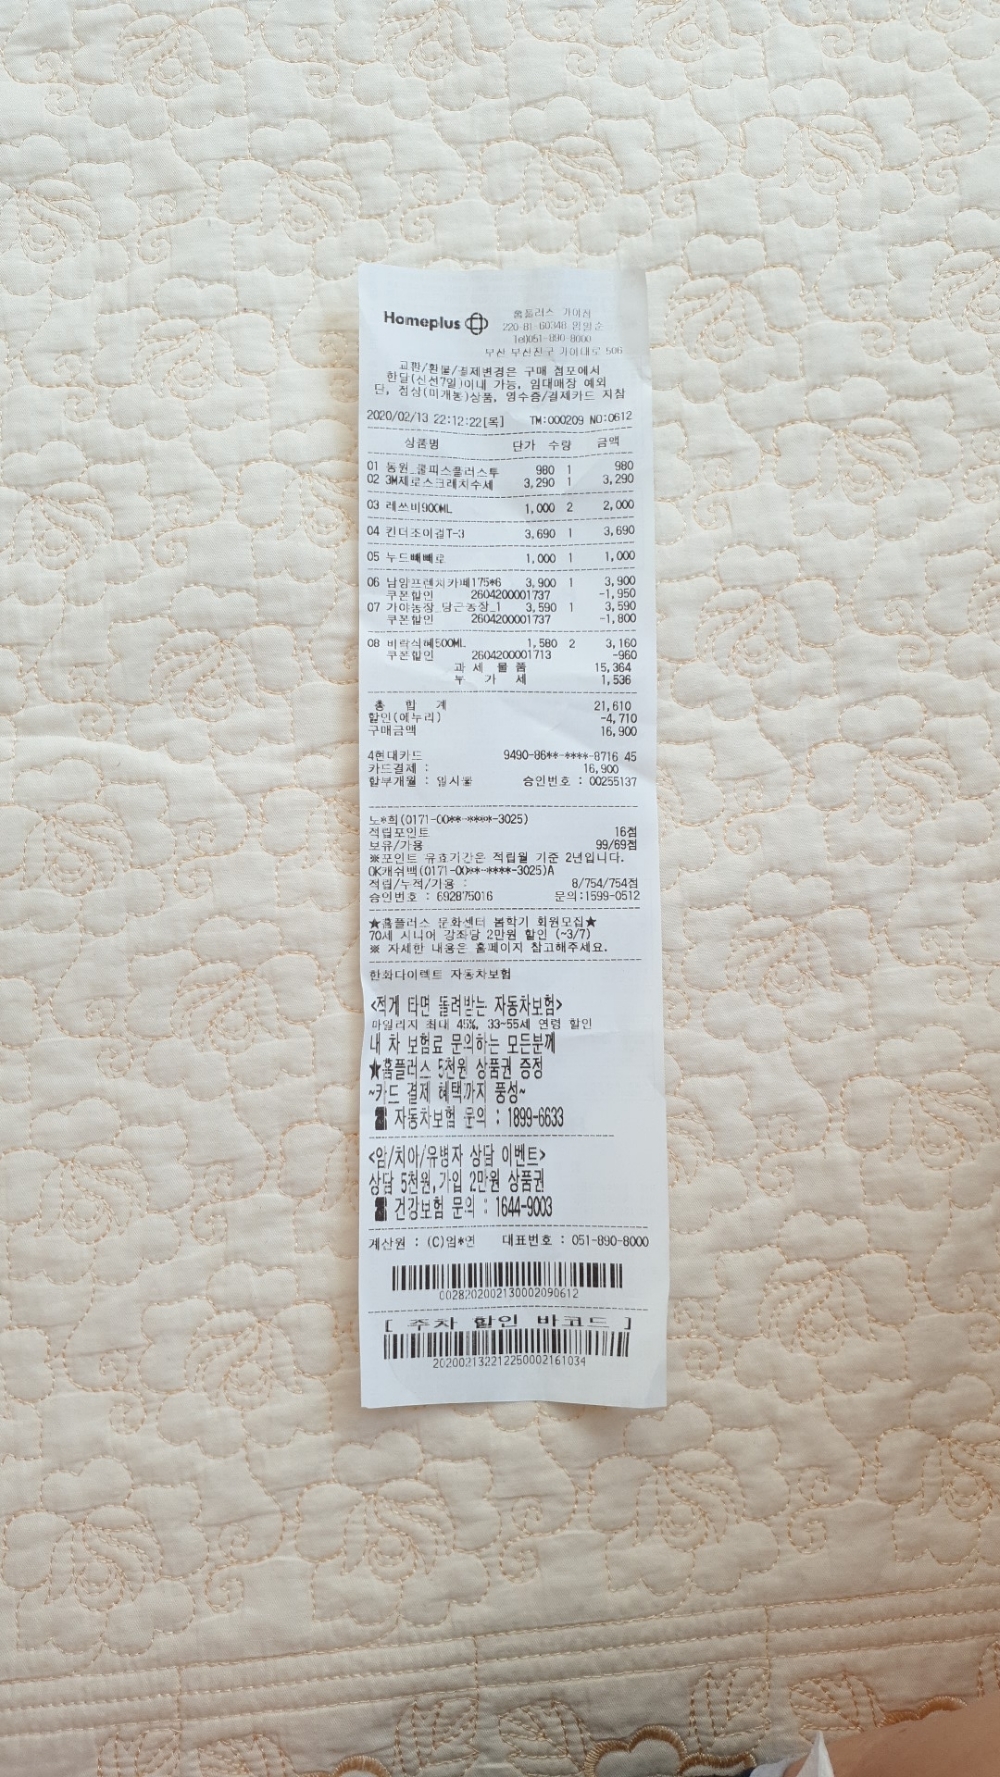 Homeplus
홈플러스 가야점
220-81-60348 임일순
Tel)051-890-8000
부산 부산진구 가야대로 506
교환/환불/결제변경은 구매 점포에서
한달(신선7일)이내 가능, 임대매장 예외
단, 정상(미개봉)상품, 영수증/결제카드 지참
2020/02/13 22:12:22[목] TM:000209 NO:0612
상품명 단가 수량 금액
01 동원_쿨피스플러스투 980 1 980
02 3M제로스크래치수세 3,290 1 3,290
03 레쓰비900ML 1,000 2 2,000
04 킨더조이걸T-3 3,690 1 3,690
05 누드빼빼로 1,000 1 1,000
06 남양프렌치카페175*6 3,900 1 3,900
쿠폰할인 2604200001737 -1,950
07 가야농장_당근농장_1 3,590 1 3,590
쿠폰할인 2604200001737 -1,800
08 비락식혜500ML 1,580 2 3,160
쿠폰할인 2604200001713 -960
과 세 물 품 15,364
부 가 세 1,536
총 합 계 21,610
할인(에누리) -4,710
구매금액 16,900
4현대카드 9490-86**-****-8716 45
카드결제 : 16,900
할부개월 : 일시불 승인번호 : 00255137
노*희(0171-00**-****-3025)
적립포인트 16점
보유/가용 99/69점
※포인트 유효기간은 적립월 기준 2년입니다.
OK캐쉬백(0171-00**-****-3025)A
적립/누적/가용 : 8/754/754점
승인번호 : 692875016 문의:1599-0512
★홈플러스 문화센터 봄학기 회원모집★
70세 시니어 강좌당 2만원 할인 (~3/7)
※ 자세한 내용은 홈페이지 참고해주세요.
한화다이렉트 자동차보험
<적게 타면 돌려받는 자동차보험>
마일리지 최대 45%, 33-55세 연령 할인
내 차 보험료 문의하는 모든분께
★홈플러스 5천원 상품권 증정
~카드 결제 혜택까지 풍성~
☎ 자동차보험 문의 : 1899-6633
<암/치아/유병자 상담 이벤트>
상담 5천원,가입 2만원 상품권
☎ 건강보험 문의 : 1644-9003
계산원 : (C)엄*연 대표번호 : 051-890-8000
0028202002130002090612
[ 주차 할인 바코드 ]
202002132212250002161034